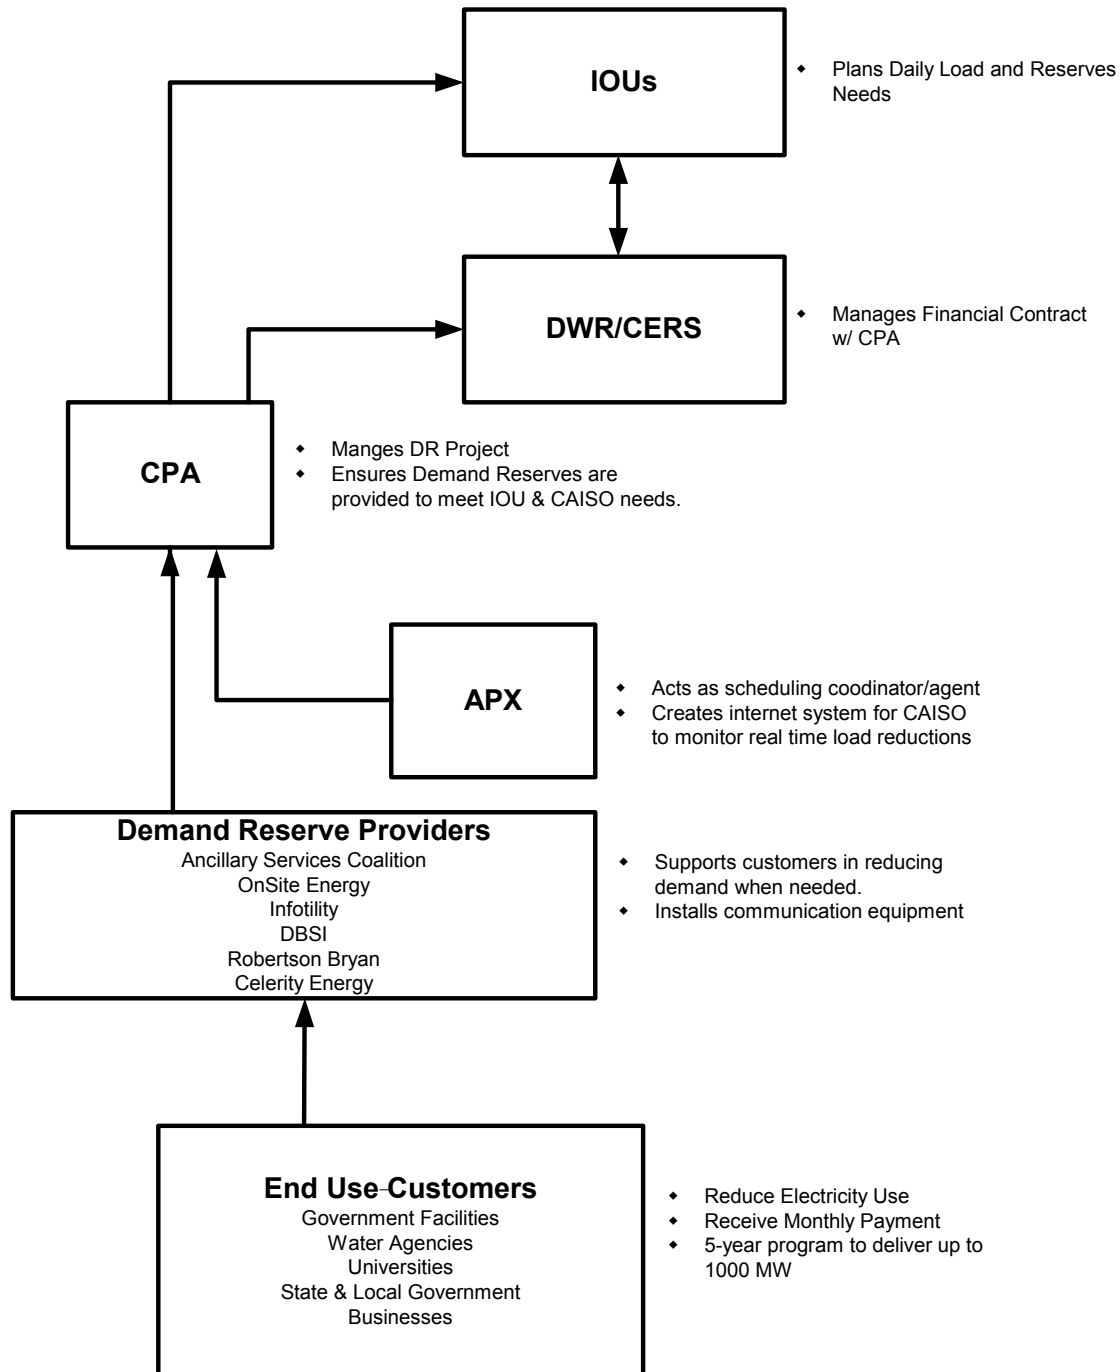 IOUs
◆ Plans Daily Load and Reserves
Needs
DWR/CERS
◆ Manages Financial Contract
w/ CPA
CPA
◆ Manges DR Project
◆ Ensures Demand Reserves are
provided to meet IOU & CAISO needs.
APX
◆ Acts as scheduling coodinator/agent
◆ Creates internet system for CAISO
to monitor real time load reductions
Demand Reserve Providers
Ancillary Services Coalition
OnSite Energy
Infotility
DBSI
Robertson Bryan
Celerity Energy
◆ Supports customers in reducing
demand when needed.
◆ Installs communication equipment
End Use Customers
Government Facilities
Water Agencies
Universities
State & Local Government
Businesses
◆ Reduce Electricity Use
◆ Receive Monthly Payment
◆ 5-year program to deliver up to
1000 MW